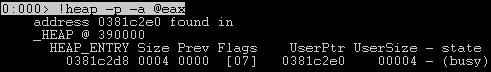 0:000> !heap -p -a @eax
address 0381c2e0 found in
_HEAP @ 390000
HEAP_ENTRY Size Prev Flags UserPtr UserSize - state
0381c2d8 0004 0000 [07] 0381c2e0 00004 - (busy)